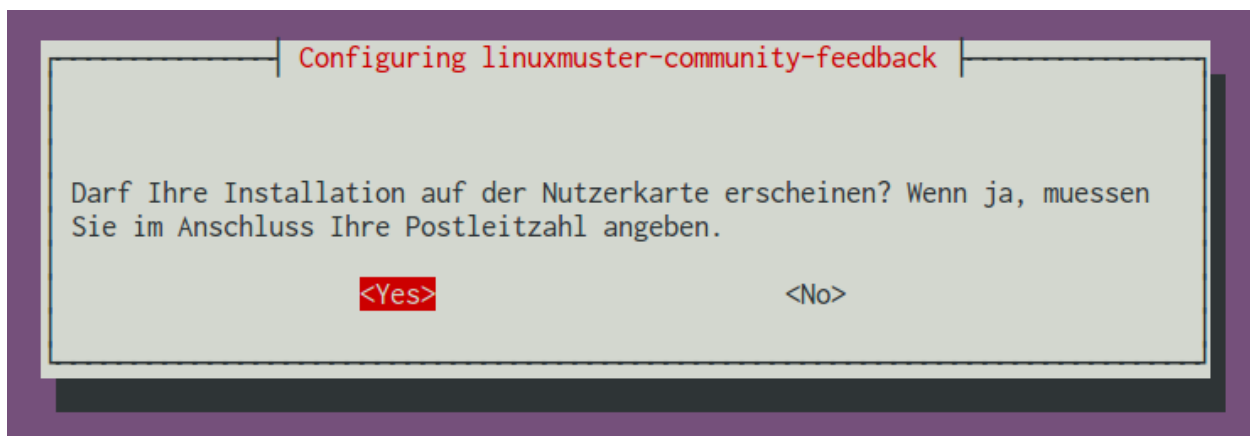 Configuring linuxmuster-community-feedback
Darf Ihre Installation auf der Nutzerkarte erscheinen? Wenn ja, muessen
Sie im Anschluss Ihre Postleitzahl angeben.
<Yes> <No>